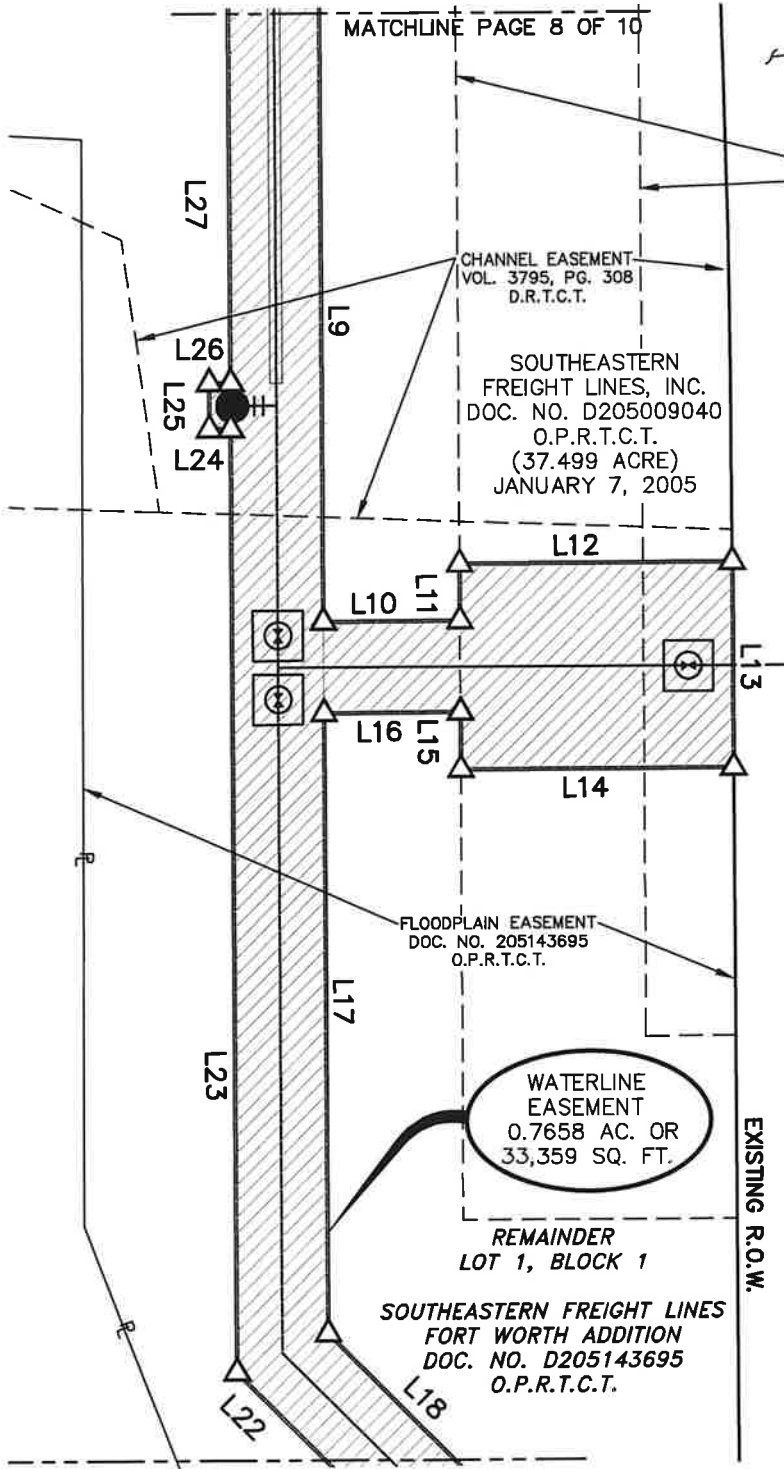 MATCHLINE PAGE 8 OF 10
L27
L9
CHANNEL EASEMENT
VOL. 3795, PG. 308
D.R.T.C.T.
L26
L25
L24
SOUTHEASTERN
FREIGHT LINES, INC.
DOC. NO. D205009040
O.P.R.T.C.T.
(37.499 ACRE)
JANUARY 7, 2005
L12
L11
L10
L13
L16
L15
L14
PL
FLOODPLAIN EASEMENT
DOC. NO. 205143695
O.P.R.T.C.T.
L17
L23
WATERLINE
EASEMENT
0.7658 AC. OR
33,359 SQ. FT.
EXISTING R.O.W.
REMAINDER
LOT 1, BLOCK 1
SOUTHEASTERN FREIGHT LINES
FORT WORTH ADDITION
DOC. NO. D205143695
O.P.R.T.C.T.
PL
L18
L22